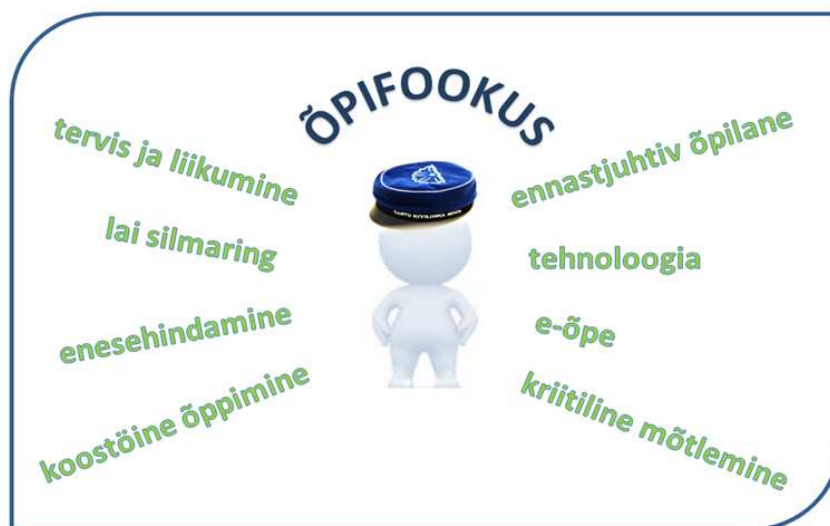 ÕPIFOOKUS
tervis ja liikumine
lai silmaring
enesehindamine
koostöine õppimine
ennastjuhtiv õpilane
tehnoloogia
e-õpe
kriitiline mõtlemine